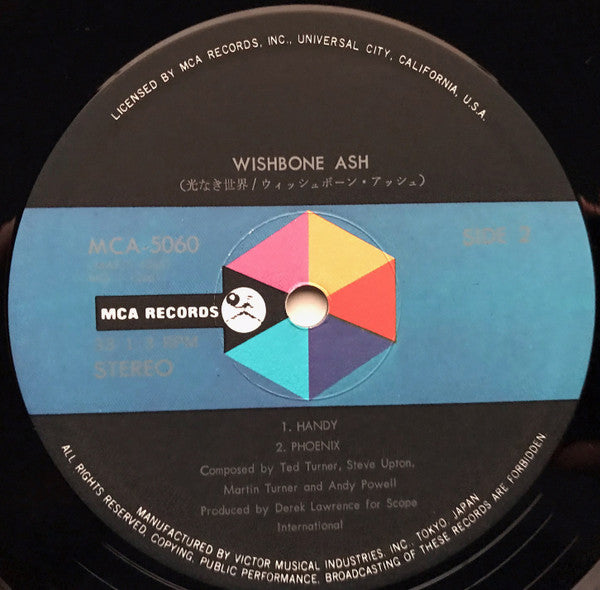 LICENSED BY MCA RECORDS, INC., UNIVERSAL CITY, CALIFORNIA, U.S.A.
WISHBONE ASH
(光なき世界/ウィッシュボーン・アッシュ)
MCA-5060
SIDE 2
MCA RECORDS
33 1/3 RPM
STEREO
1. HANDY
2. PHOENIX
Composed by Ted Turner, Steve Upton,
Martin Turner and Andy Powell
Produced by Derek Lawrence for Scope
International
MANUFACTURED BY VICTOR MUSICAL INDUSTRIES, INC., TOKYO, JAPAN
ALL RIGHTS RESERVED. COPYING, PUBLIC PERFORMANCE, BROADCASTING OF THESE RECORDS ARE FORBIDDEN